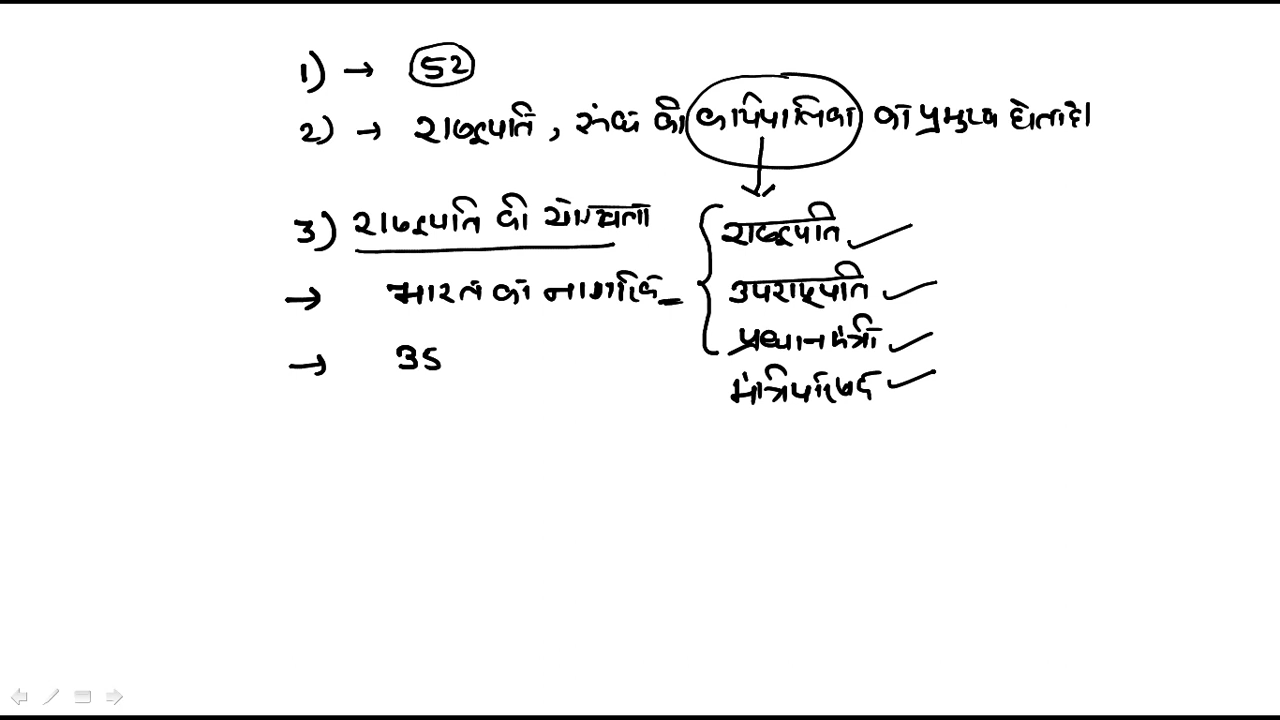 1) → 52
2) → राष्ट्रपति, संघ की कार्यपालिका का प्रमुख होता है।
3) राष्ट्रपति की योग्यता
→ भारत का नागरिक
→ 35
राष्ट्रपति
उपराष्ट्रपति
प्रधानमंत्री
मंत्रिपरिषद